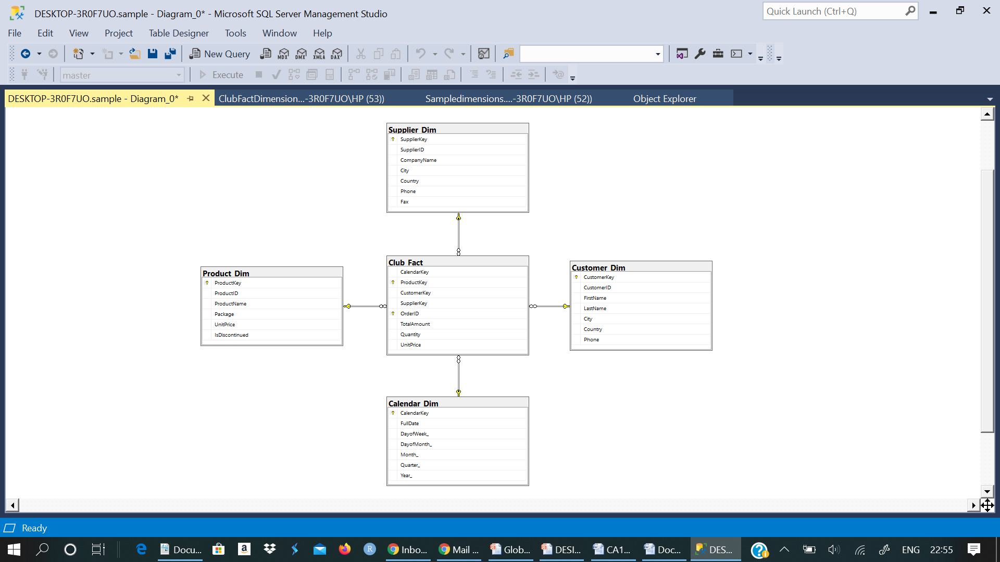 DESKTOP-3R0F7UO.sample - Diagram_0* - Microsoft SQL Server Management Studio
Quick Launch (Ctrl+Q)
File Edit View Project Table Designer Tools Window Help
New Query MDX DMX XMLA DAX
master Execute
DESKTOP-3R0F7UO.sample - Diagram_0* ClubFactDimension...-3R0F7UO\HP (53)) Sampledimensions....-3R0F7UO\HP (52)) Object Explorer
Supplier_Dim
SupplierKey
SupplierID
CompanyName
City
Country
Phone
Fax
Product_Dim
ProductKey
ProductID
ProductName
Package
UnitPrice
IsDiscontinued
Club_Fact
CalendarKey
ProductKey
CustomerKey
SupplierKey
OrderID
TotalAmount
Quantity
UnitPrice
Customer_Dim
CustomerKey
CustomerID
FirstName
LastName
City
Country
Phone
Calendar_Dim
CalendarKey
FullDate
DayofWeek_
DayofMonth_
Month_
Quarter_
Year_
Ready
Docu... Inbo... Mail ... Glob... DESI... CA1... Doc... DES... ENG 22:55